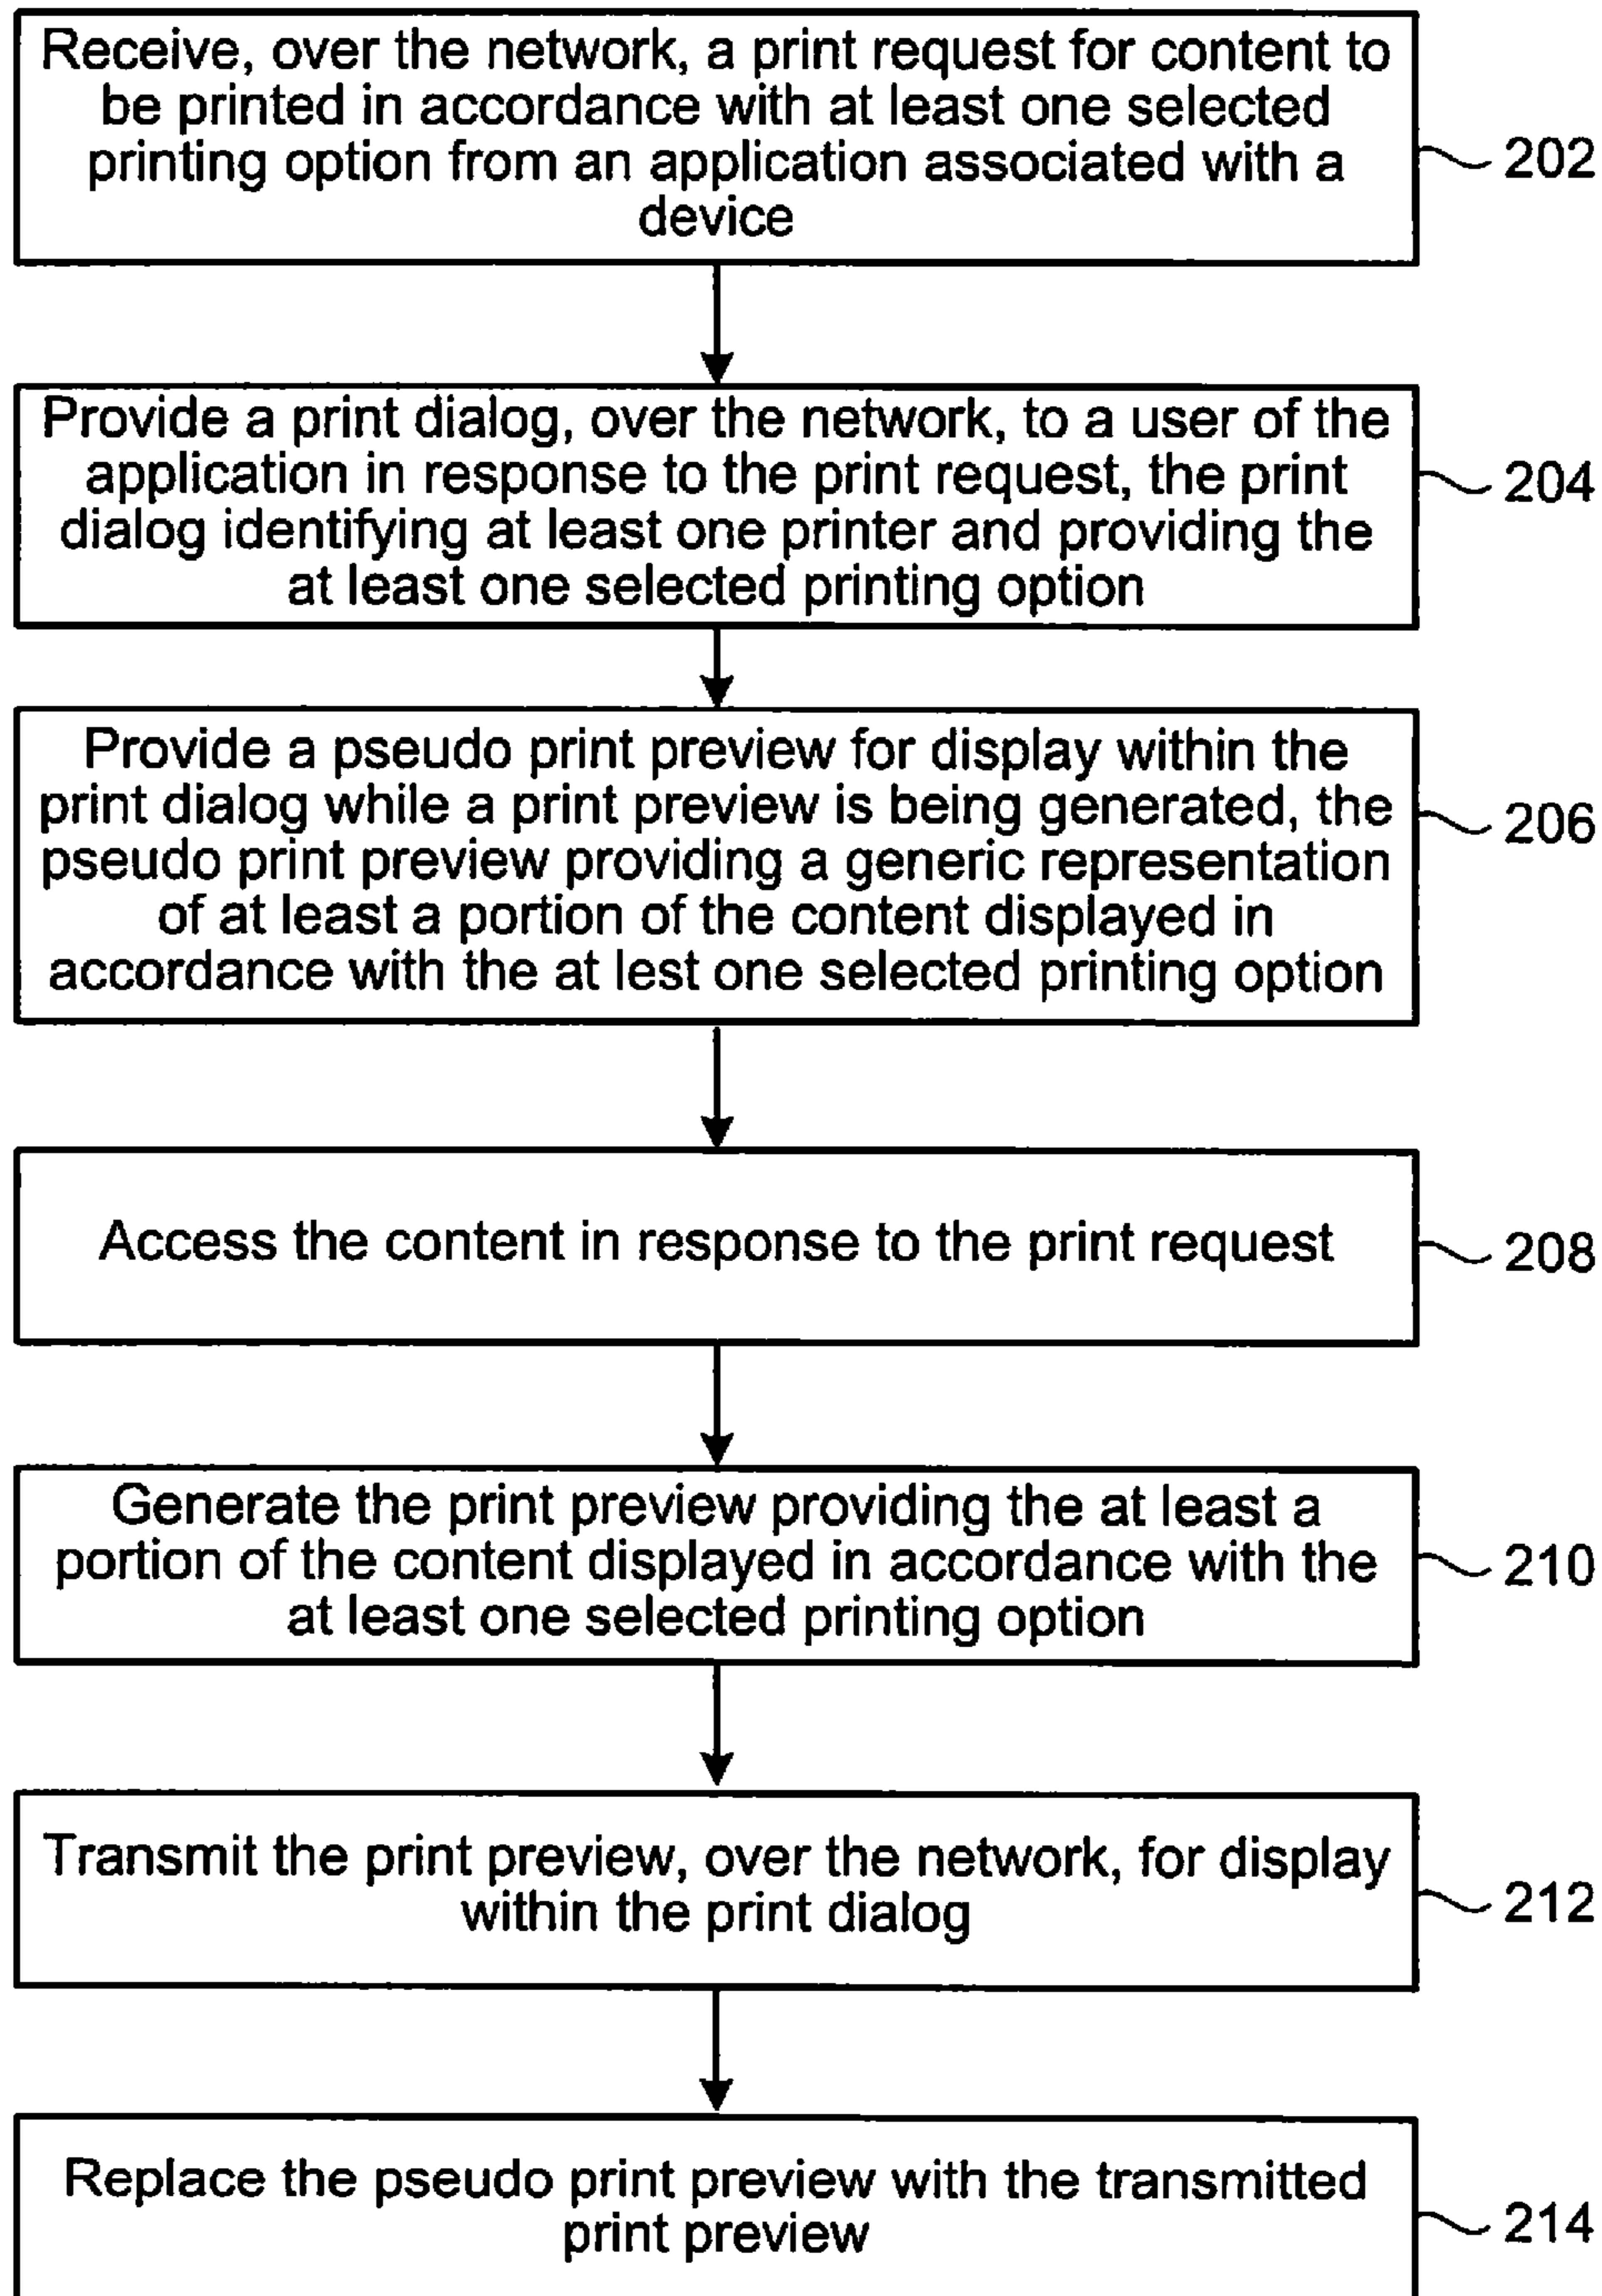 Receive, over the network, a print request for content to
be printed in accordance with at least one selected
printing option from an application associated with a
device
202
Provide a print dialog, over the network, to a user of the
application in response to the print request, the print
dialog identifying at least one printer and providing the
at least one selected printing option
204
Provide a pseudo print preview for display within the
print dialog while a print preview is being generated, the
pseudo print preview providing a generic representation
of at least a portion of the content displayed in
accordance with the at lest one selected printing option
206
Access the content in response to the print request
208
Generate the print preview providing the at least a
portion of the content displayed in accordance with the
at least one selected printing option
210
Transmit the print preview, over the network, for display
within the print dialog
212
Replace the pseudo print preview with the transmitted
print preview
214